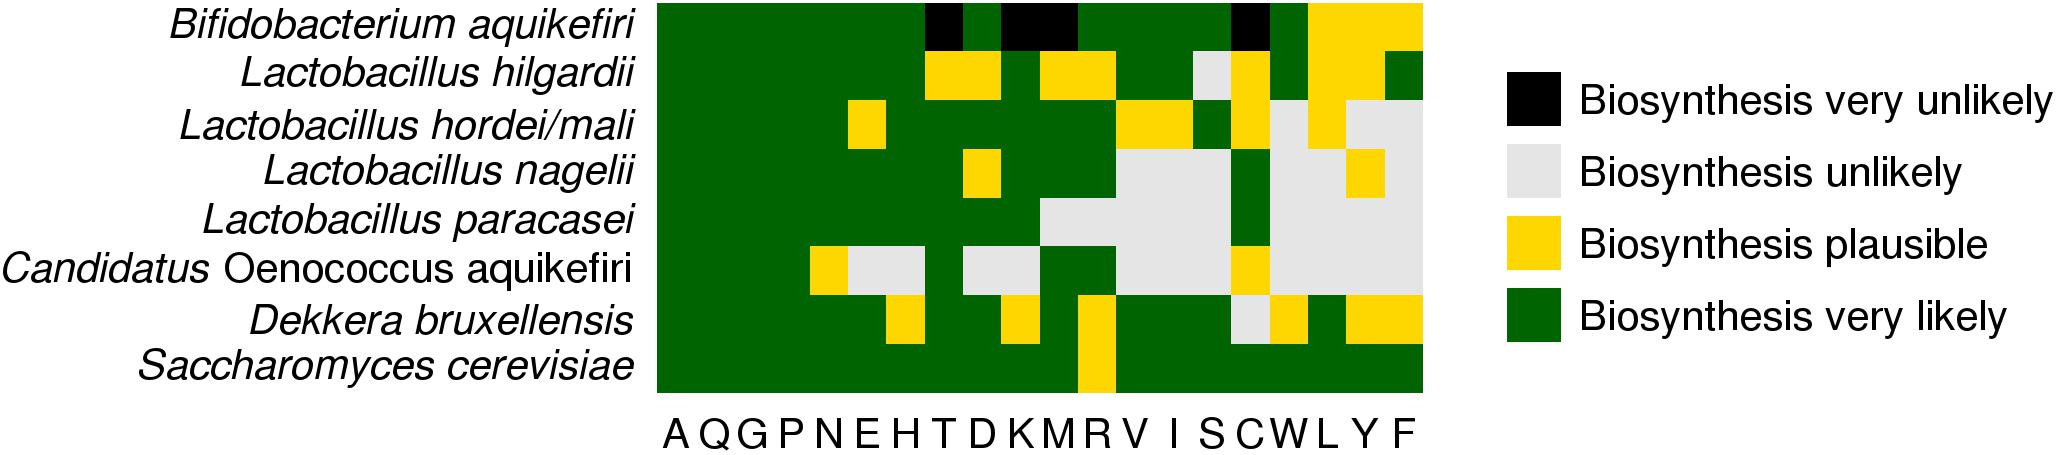 Bifidobacterium aquikefiri
Lactobacillus hilgardii
Lactobacillus hordei/mali
Lactobacillus nagelii
Lactobacillus paracasei
Candidatus Oenococcus aquikefiri
Dekkera bruxellensis
Saccharomyces cerevisiae
A Q G P N E H T D K M R V I S C W L Y F
Biosynthesis very unlikely
Biosynthesis unlikely
Biosynthesis plausible
Biosynthesis very likely